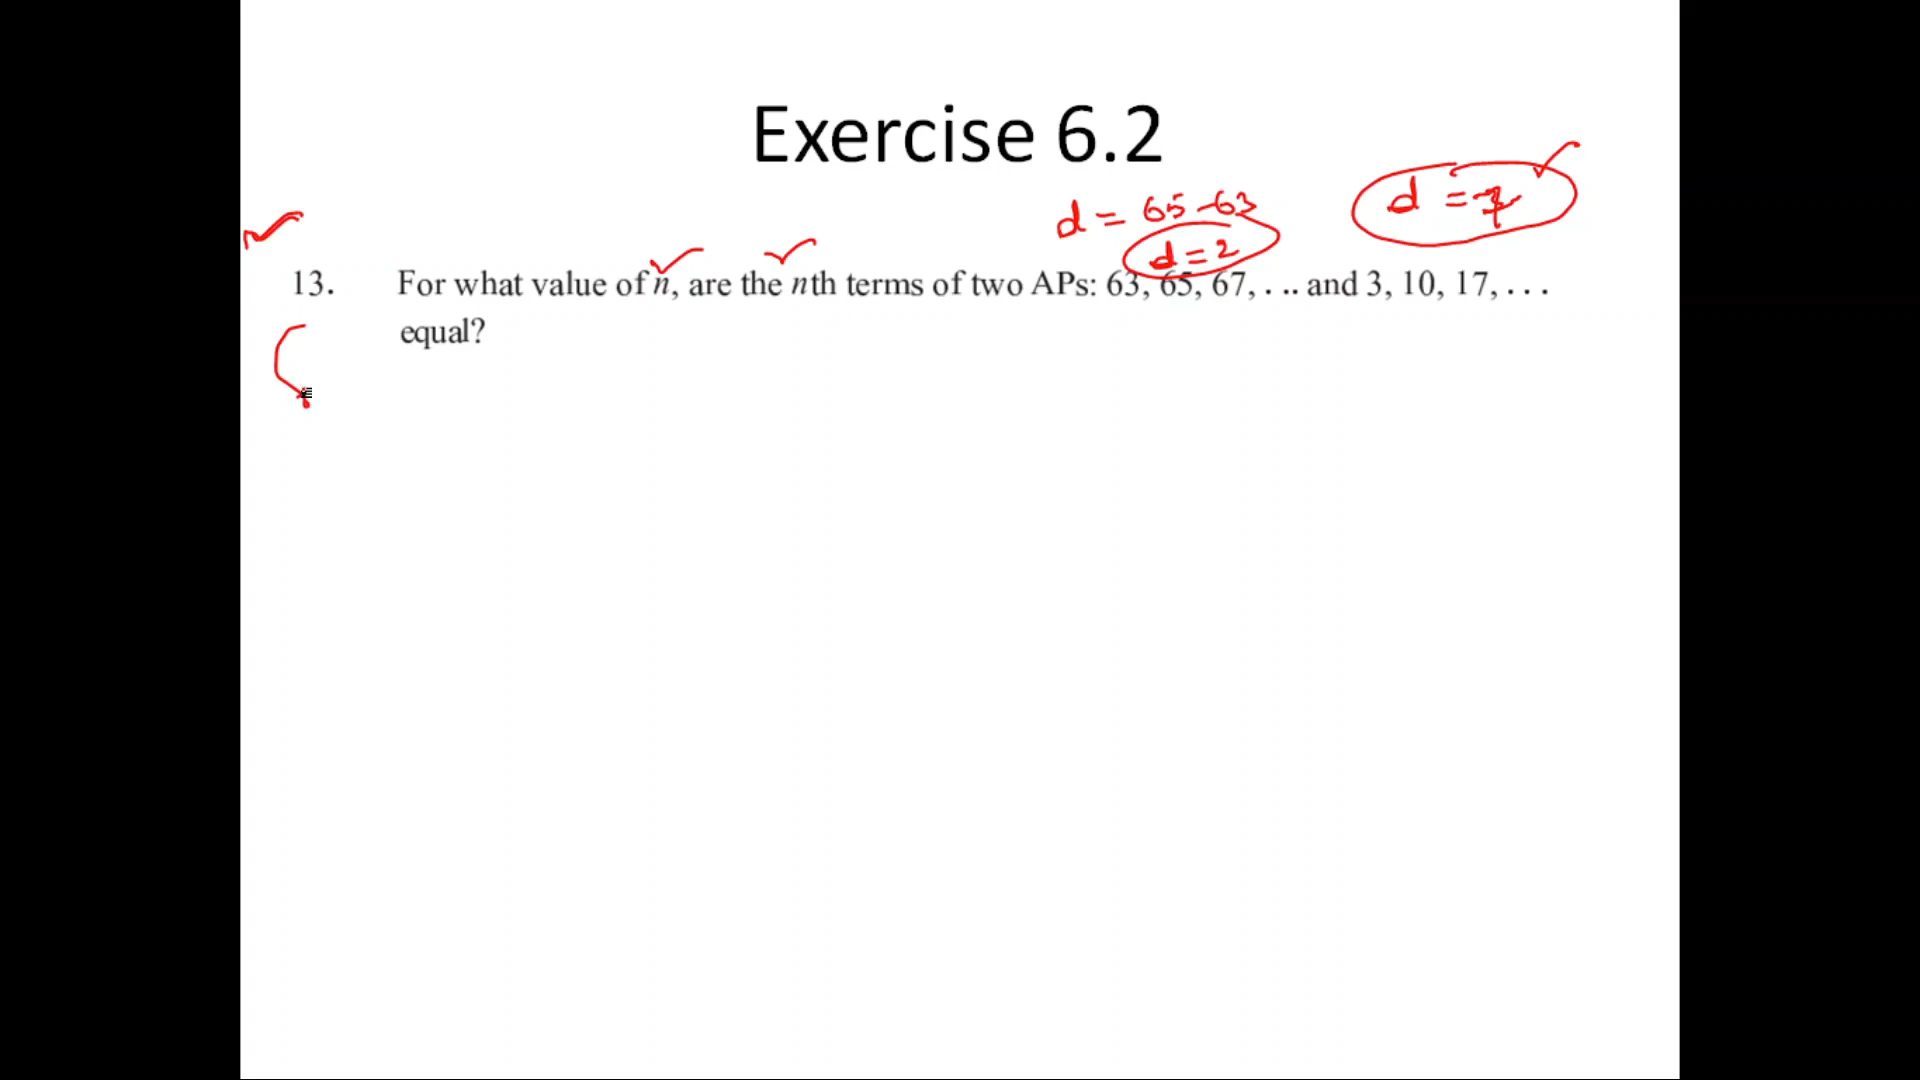 Exercise 6.2
d = 7
d = 65-63
d = 2
13. For what value of n, are the nth terms of two APs: 63, 65, 67, . .. and 3, 10, 17, . . .
equal?